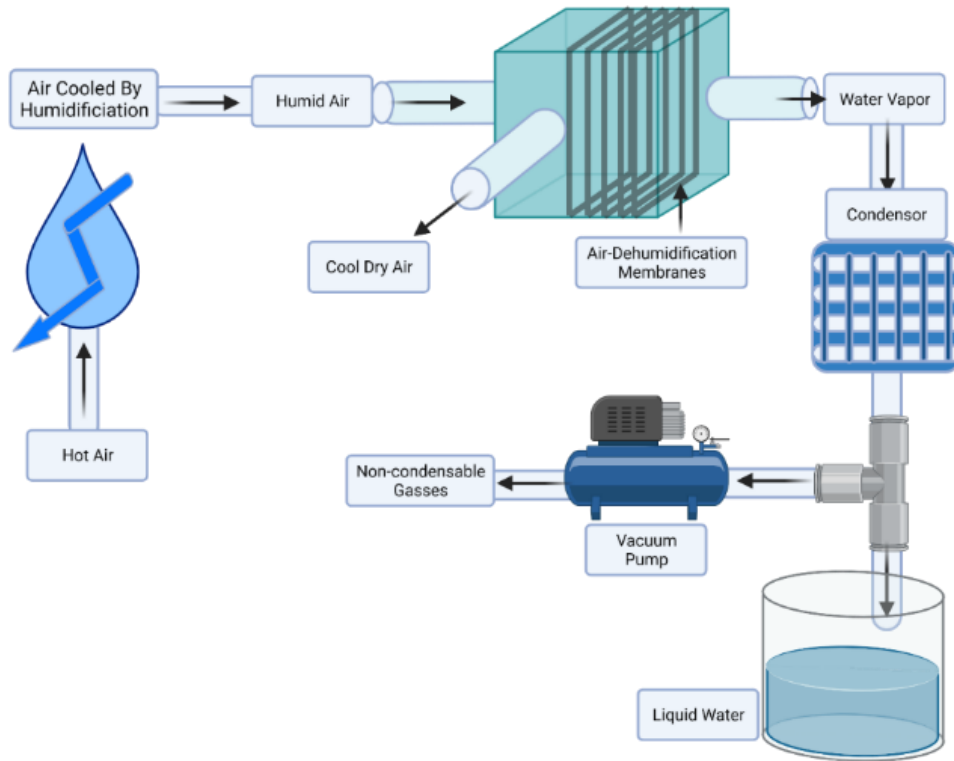 Air Cooled By
Humidificiation
Humid Air
Water Vapor
Condensor
Cool Dry Air
Air-Dehumidification
Membranes
Hot Air
Non-condensable
Gasses
Vacuum
Pump
Liquid Water